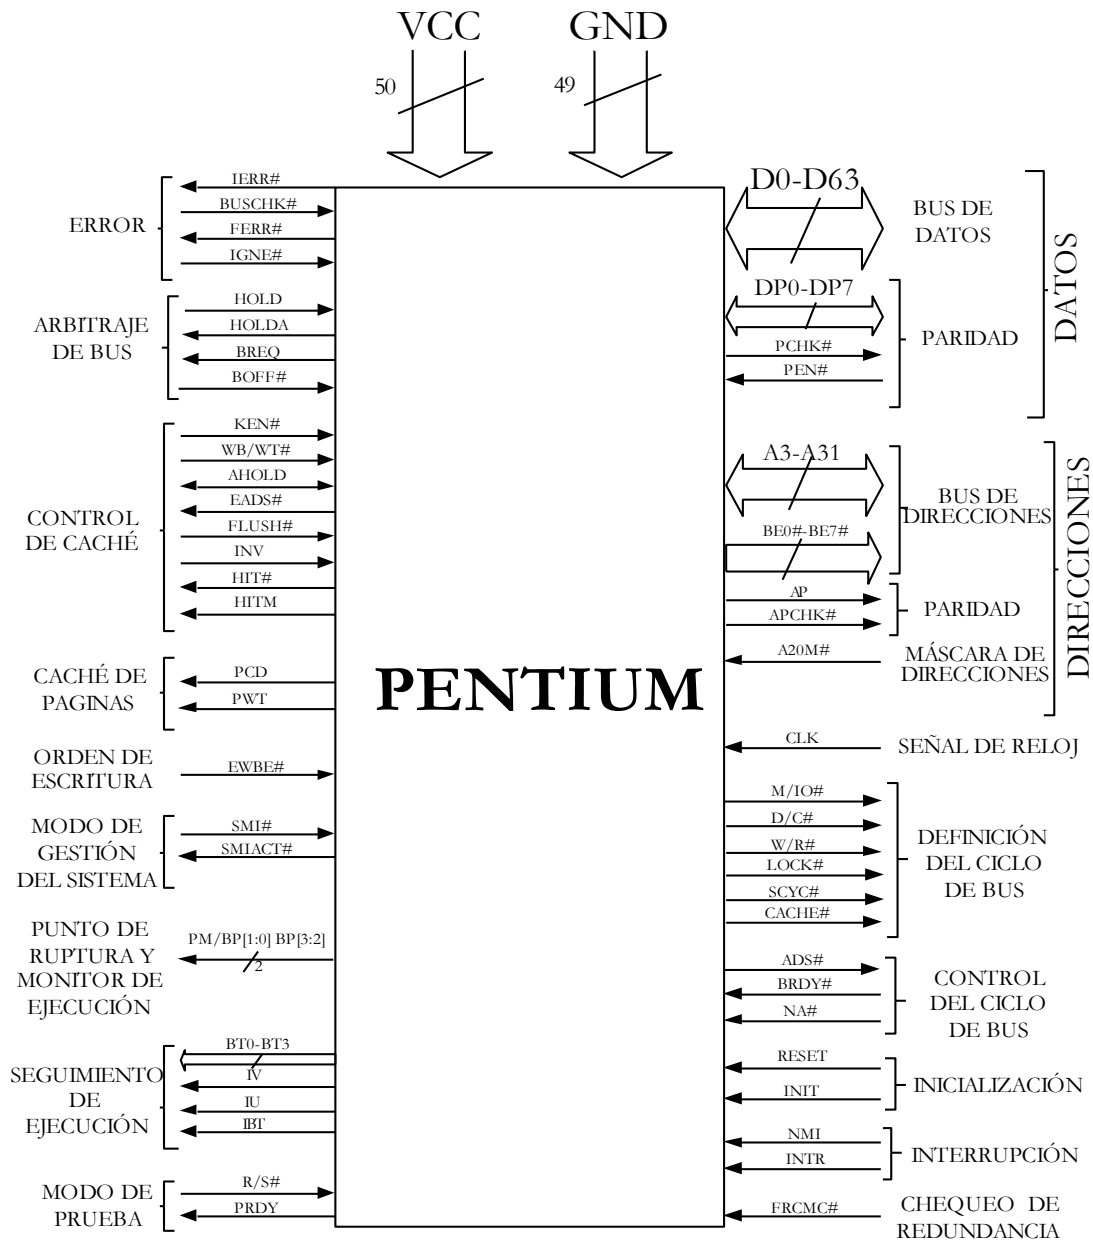 VCC
GND
50
49
IERR#
BUSCHK#
FERR#
IGNE#
ERROR
HOLD
HOLDA
BREQ
BOFF#
ARBITRAJE
DE BUS
KEN#
WB/WT#
AHOLD
EADS#
FLUSH#
INV
HIT#
HITM
CONTROL
DE CACHÉ
PCD
PWT
CACHÉ DE
PAGINAS
ORDEN DE
ESCRITURA
EWBE#
MODO DE
GESTIÓN
DEL SISTEMA
SMI#
SMIACT#
PUNTO DE
RUPTURA Y
MONITOR DE
EJECUCIÓN
PM/BP[1:0] BP[3:2]
2
BT0-BT3
IV
IU
IBT
SEGUIMIENTO
DE
EJECUCIÓN
R/S#
PRDY
MODO DE
PRUEBA
PENTIUM
D0-D63
BUS DE
DATOS
DP0-DP7
PCHK#
PEN#
PARIDAD
DATOS
A3-A31
BE0#-BE7#
BUS DE
DIRECCIONES
AP
APCHK#
PARIDAD
A20M#
MÁSCARA DE
DIRECCIONES
DIRECCIONES
CLK
SEÑAL DE RELOJ
M/IO#
D/C#
W/R#
LOCK#
SCYC#
CACHE#
DEFINICIÓN
DEL CICLO
DE BUS
ADS#
BRDY#
NA#
CONTROL
DEL CICLO
DE BUS
RESET
INIT
INICIALIZACIÓN
NMI
INTR
INTERRUPCIÓN
FRCMC#
CHEQUEO DE
REDUNDANCIA